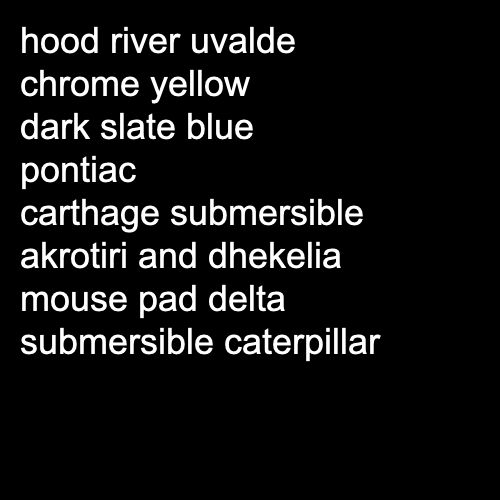 hood river uvalde
chrome yellow
dark slate blue
pontiac
carthage submersible
akrotiri and dhekelia
mouse pad delta
submersible caterpillar